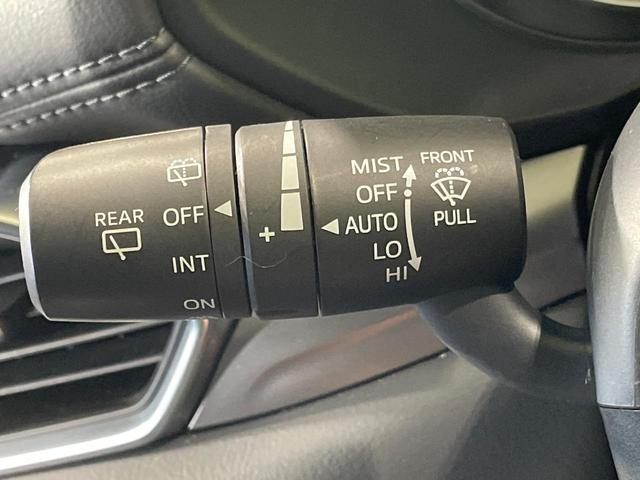 REAR
OFF
INT
ON
+
MIST
OFF
AUTO
LO
HI
FRONT
PULL